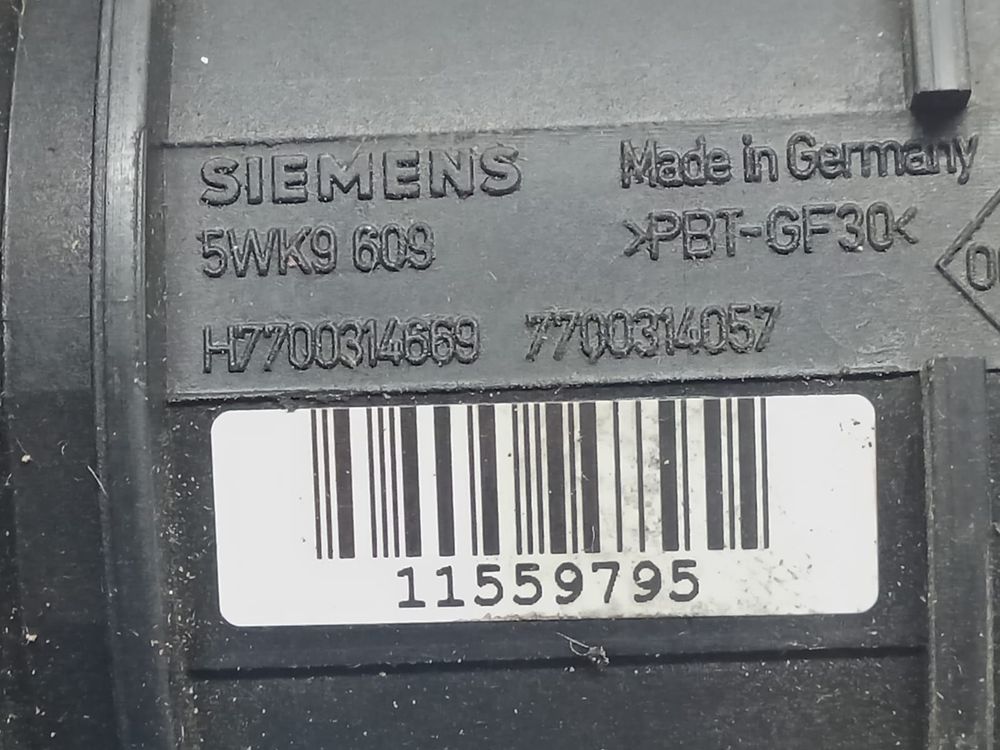 SIEMENS Made in Germany
5WK9 609 >PBT-GF30<
H7700314669 7700314057
11559795